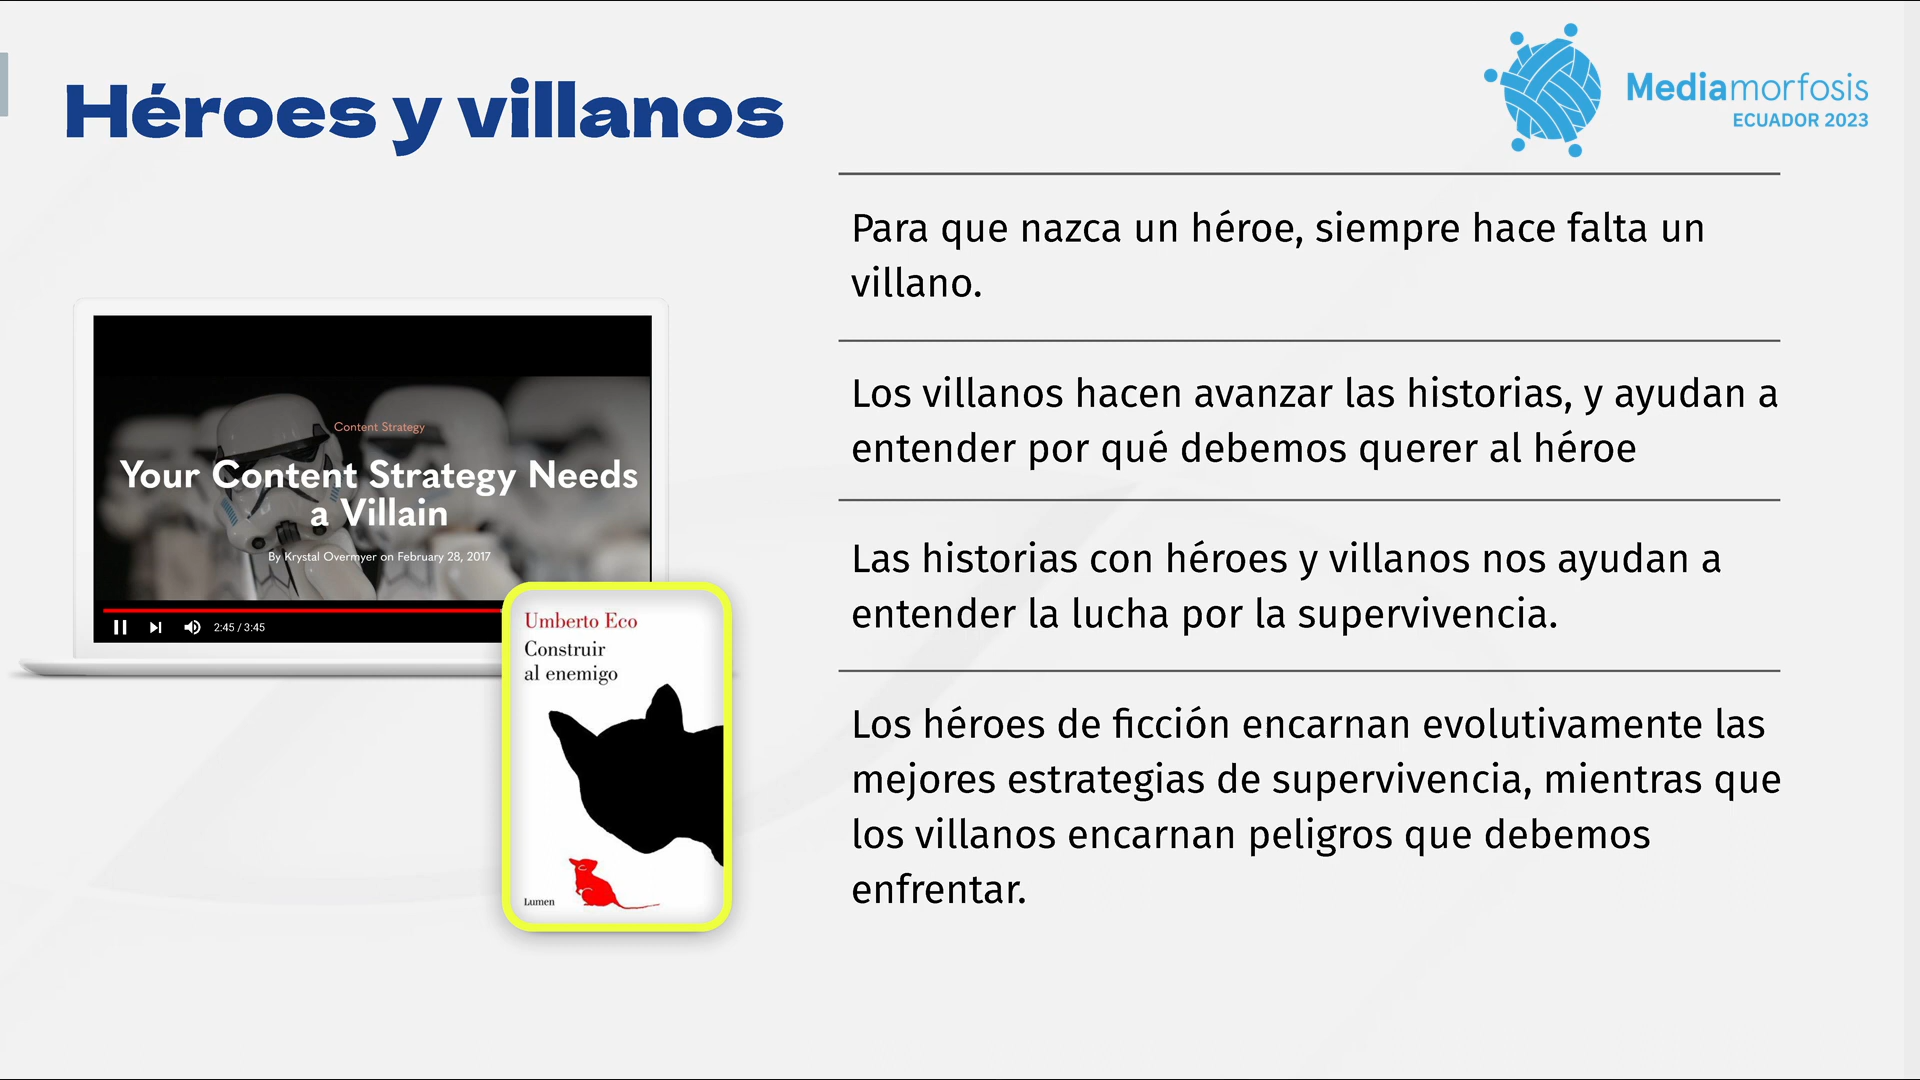 Héroes y villanos
Mediamorfosis
ECUADOR 2023
Para que nazca un héroe, siempre hace falta un
villano.
Los villanos hacen avanzar las historias, y ayudan a
entender por qué debemos querer al héroe
Las historias con héroes y villanos nos ayudan a
entender la lucha por la supervivencia.
Los héroes de ficción encarnan evolutivamente las
mejores estrategias de supervivencia, mientras que
los villanos encarnan peligros que debemos
enfrentar.
Content Strategy
Your Content Strategy Needs
a Villain
By Krystal Overmyer on February 28, 2017
2:45 / 3:45
Umberto Eco
Construir
al enemigo
Lumen